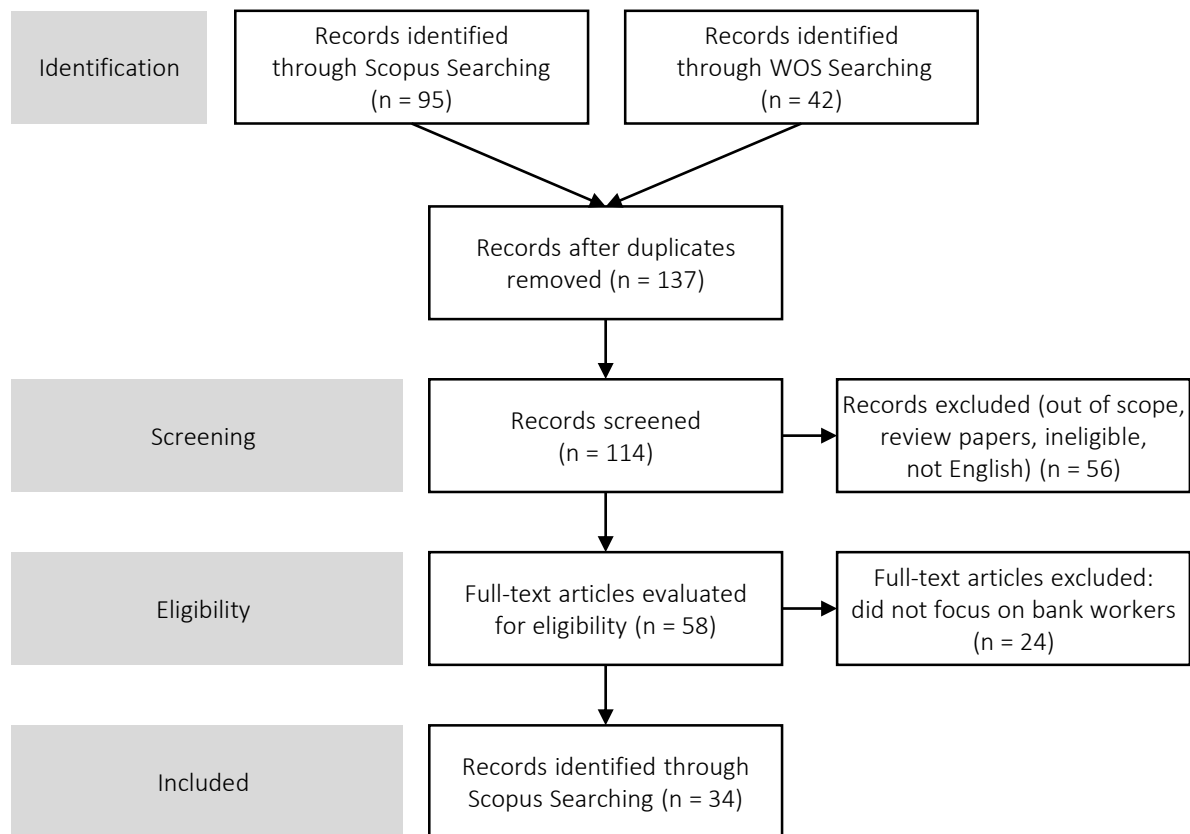 Identification
Records identified
through Scopus Searching
(n = 95)
Records identified
through WOS Searching
(n = 42)
Records after duplicates
removed (n = 137)
Screening
Records screened
(n = 114)
Records excluded (out of scope,
review papers, ineligible,
not English) (n = 56)
Eligibility
Full-text articles evaluated
for eligibility (n = 58)
Full-text articles excluded:
did not focus on bank workers
(n = 24)
Included
Records identified through
Scopus Searching (n = 34)